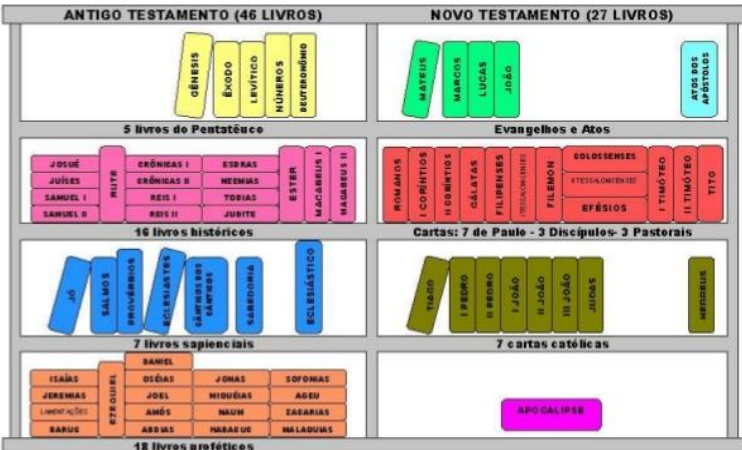 ANTIGO TESTAMENTO (46 LIVROS)
GÊNESIS
ÊXODO
LEVÍTICO
NÚMEROS
DEUTERONÔMIO
5 livros do Pentatêuco
JOSUÉ
JUÍSES
SAMUEL I
SAMUEL II
RUTE
CRÔNICAS I
CRÔNICAS II
REIS I
REIS II
ESDRAS
NEEMIAS
TOBIAS
JUDITE
ESTER
MACABEUS I
MACABEUS II
16 livros históricos
JÓ
SALMOS
PROVÉRBIOS
ECLESIASTES
CÂNTICOS DOS
CÂNTICOS
SABEDORIA
ECLESIÁSTICO
7 livros sapienciais
ISAÍAS
JEREMIAS
LAMENTAÇÕES
BARUC
EZEQUIEL
DANIEL
OSÉIAS
JOEL
AMÓS
ABDIAS
JONAS
MIQUÉIAS
NAUM
HABACUC
SOFONIAS
AGEU
ZACARIAS
MALAQUIAS
18 livros proféticos
NOVO TESTAMENTO (27 LIVROS)
MATEUS
MARCOS
LUCAS
JOÃO
ATOS DOS
APÓSTOLOS
Evangelhos e Atos
ROMANOS
I CORÍNTIOS
II CORÍNTIOS
GÁLATAS
FILIPENSES
I TESSALONICENSES
FILEMON
COLOSSENSES
II TESSALONICENSES
EFÉSIOS
I TIMÓTEO
II TIMÓTEO
TITO
Cartas: 7 de Paulo - 3 Discípulos- 3 Pastorais
TIAGO
I PEDRO
II PEDRO
I JOÃO
II JOÃO
III JOÃO
JUDAS
HEBREUS
7 cartas católicas
APOCALIPSE